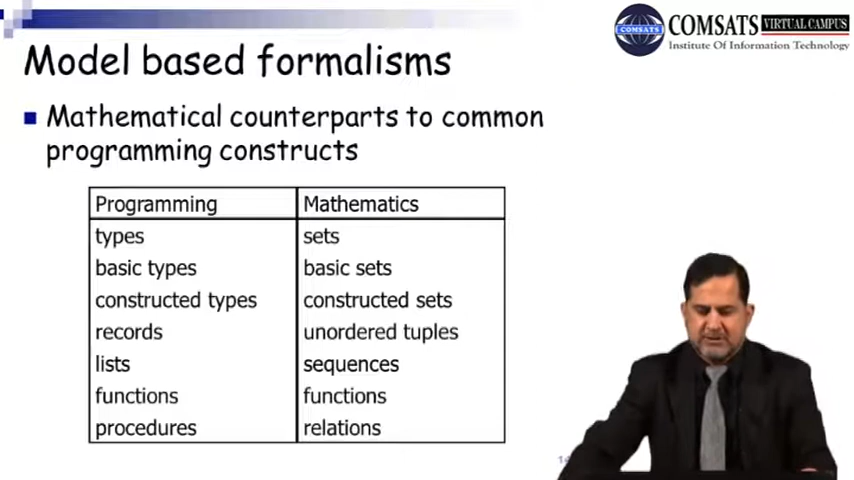 COMSATS VIRTUAL CAMPUS
COMSATS
Institute Of Information Technology
Model based formalisms
Mathematical counterparts to common
programming constructs
Programming Mathematics
types sets
basic types basic sets
constructed types constructed sets
records unordered tuples
lists sequences
functions functions
procedures relations